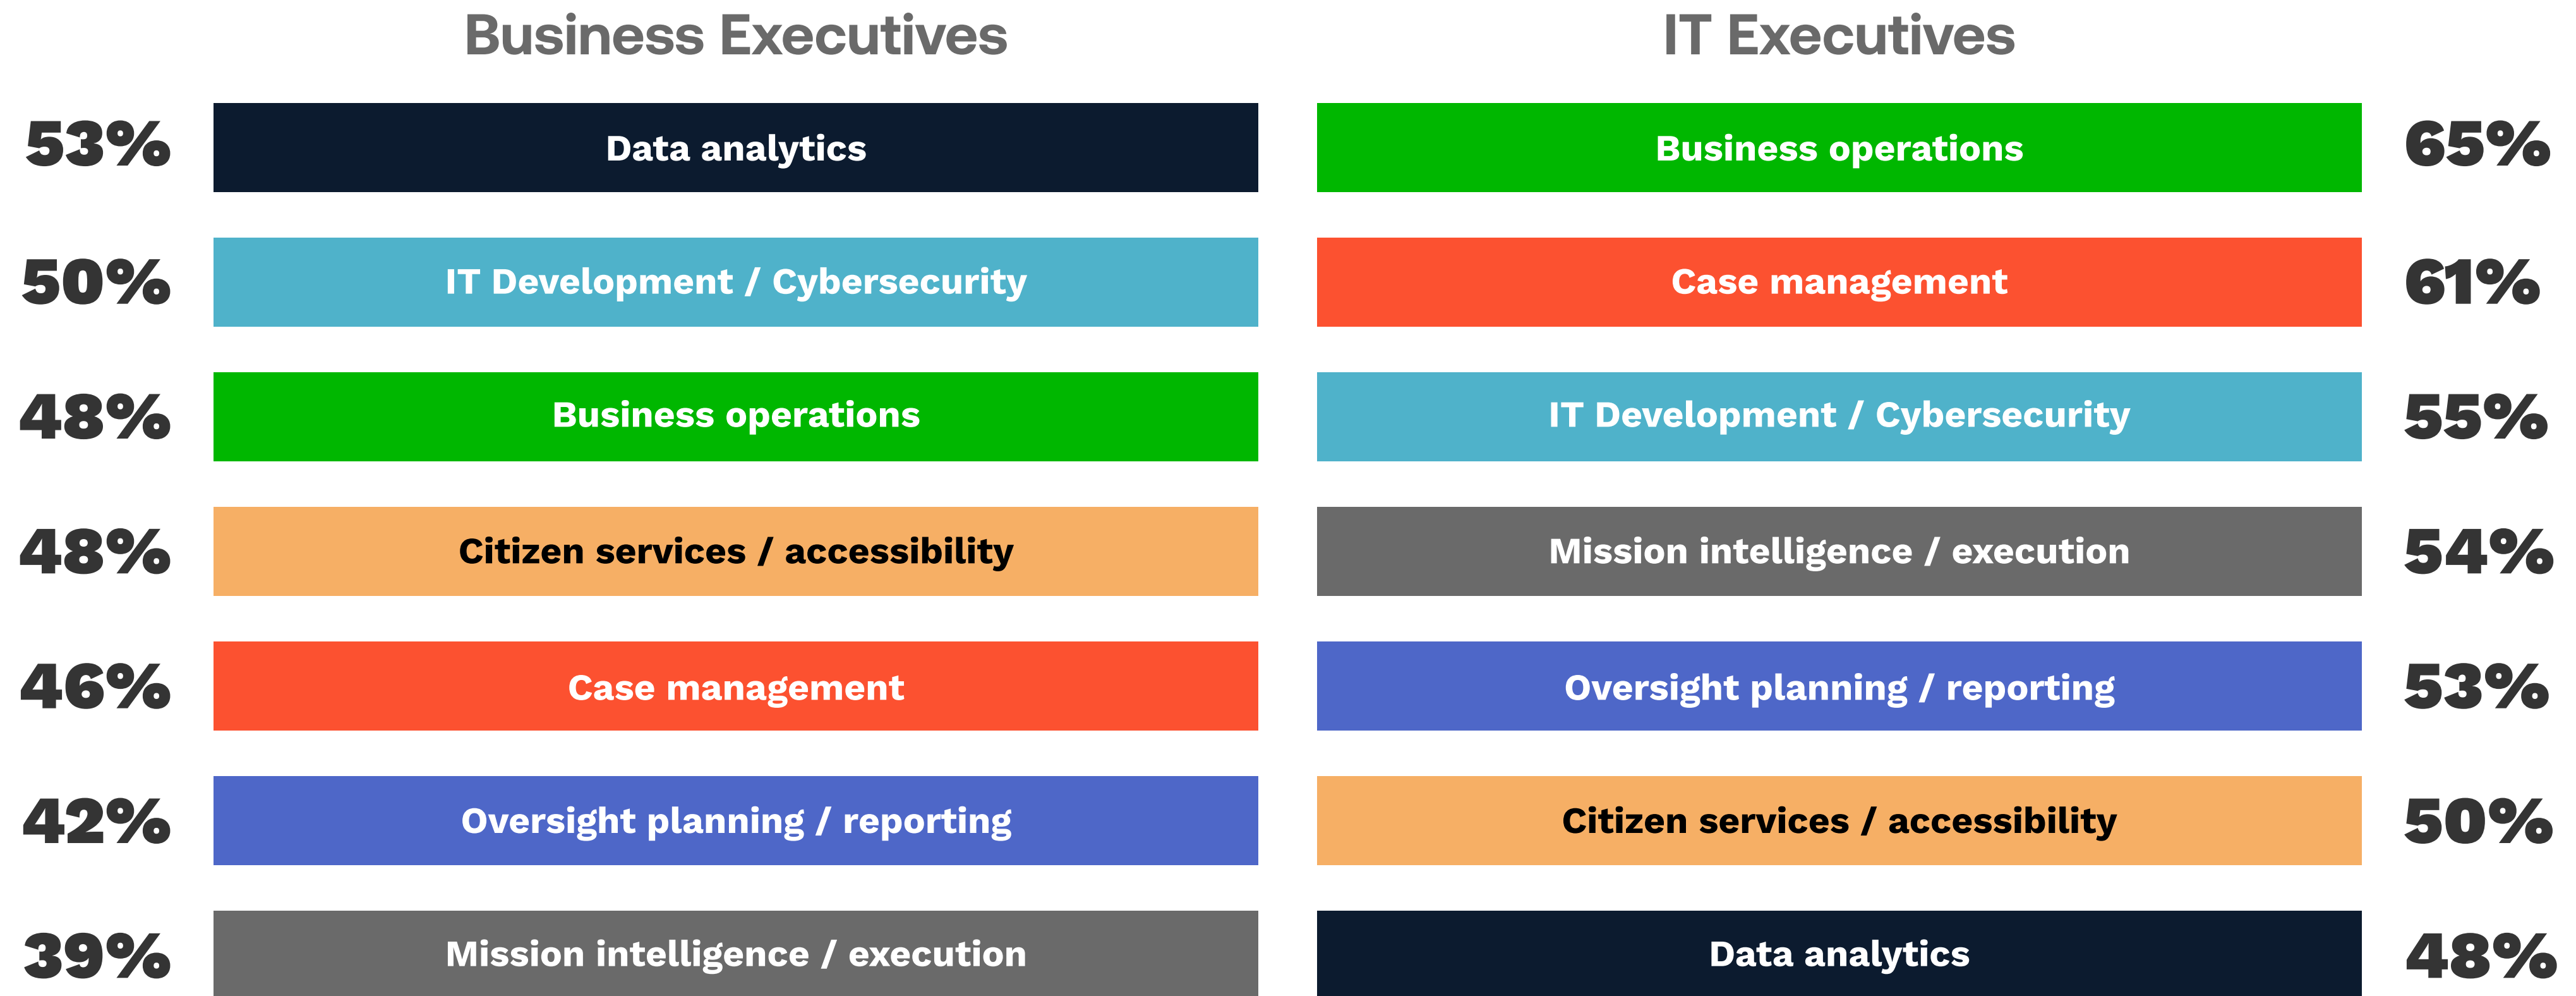 Business Executives
IT Executives
53% Data analytics
Business operations 65%
50% IT Development / Cybersecurity
Case management 61%
48% Business operations
IT Development / Cybersecurity 55%
48% Citizen services / accessibility
Mission intelligence / execution 54%
46% Case management
Oversight planning / reporting 53%
42% Oversight planning / reporting
Citizen services / accessibility 50%
39% Mission intelligence / execution
Data analytics 48%